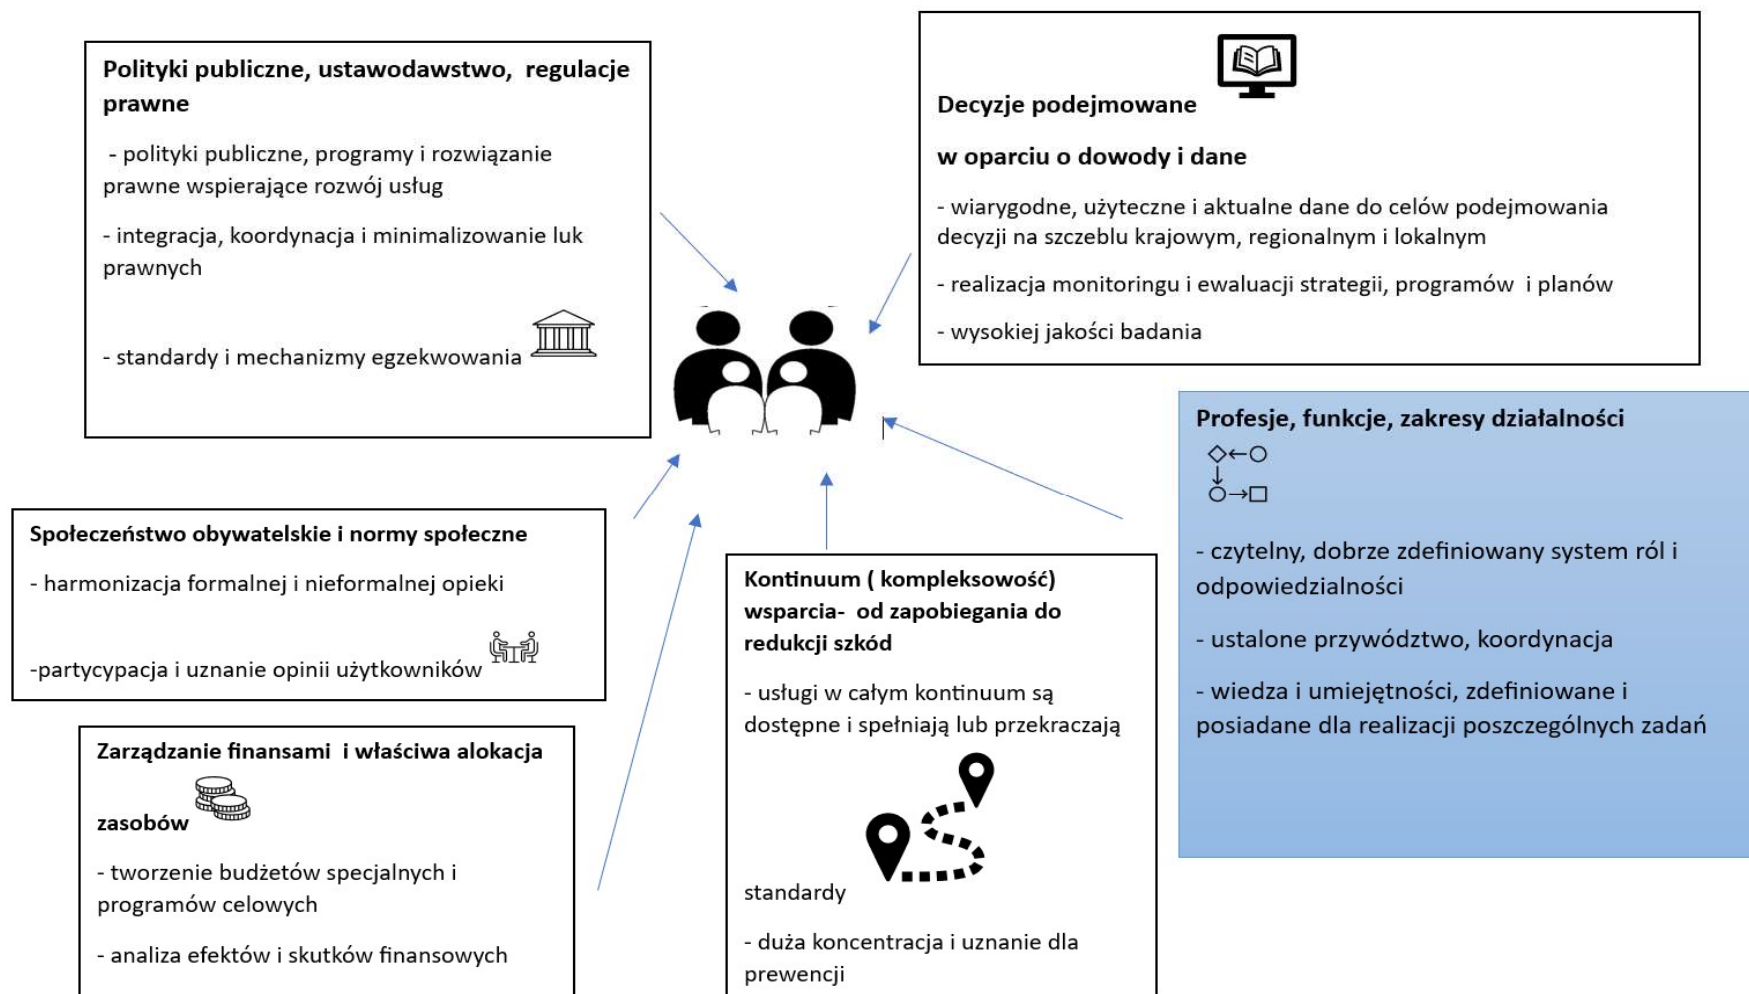 Polityki publiczne, ustawodawstwo, regulacje
prawne
- polityki publiczne, programy i rozwiązanie
prawne wspierające rozwój usług
- integracja, koordynacja i minimalizowanie luk
prawnych
- standardy i mechanizmy egzekwowania
Decyzje podejmowane
w oparciu o dowody i dane
- wiarygodne, użyteczne i aktualne dane do celów podejmowania
decyzji na szczeblu krajowym, regionalnym i lokalnym
- realizacja monitoringu i ewaluacji strategii, programów i planów
- wysokiej jakości badania
Profesje, funkcje, zakresy działalności
- czytelny, dobrze zdefiniowany system ról i
odpowiedzialności
- ustalone przywództwo, koordynacja
- wiedza i umiejętności, zdefiniowane i
posiadane dla realizacji poszczególnych zadań
Społeczeństwo obywatelskie i normy społeczne
- harmonizacja formalnej i nieformalnej opieki
-partycypacja i uznanie opinii użytkowników
Kontinuum ( kompleksowość)
wsparcia- od zapobiegania do
redukcji szkód
- usługi w całym kontinuum są
dostępne i spełniają lub przekraczają
standardy
- duża koncentracja i uznanie dla
prewencji
Zarządzanie finansami i właściwa alokacja
zasobów
- tworzenie budżetów specjalnych i
programów celowych
- analiza efektów i skutków finansowych